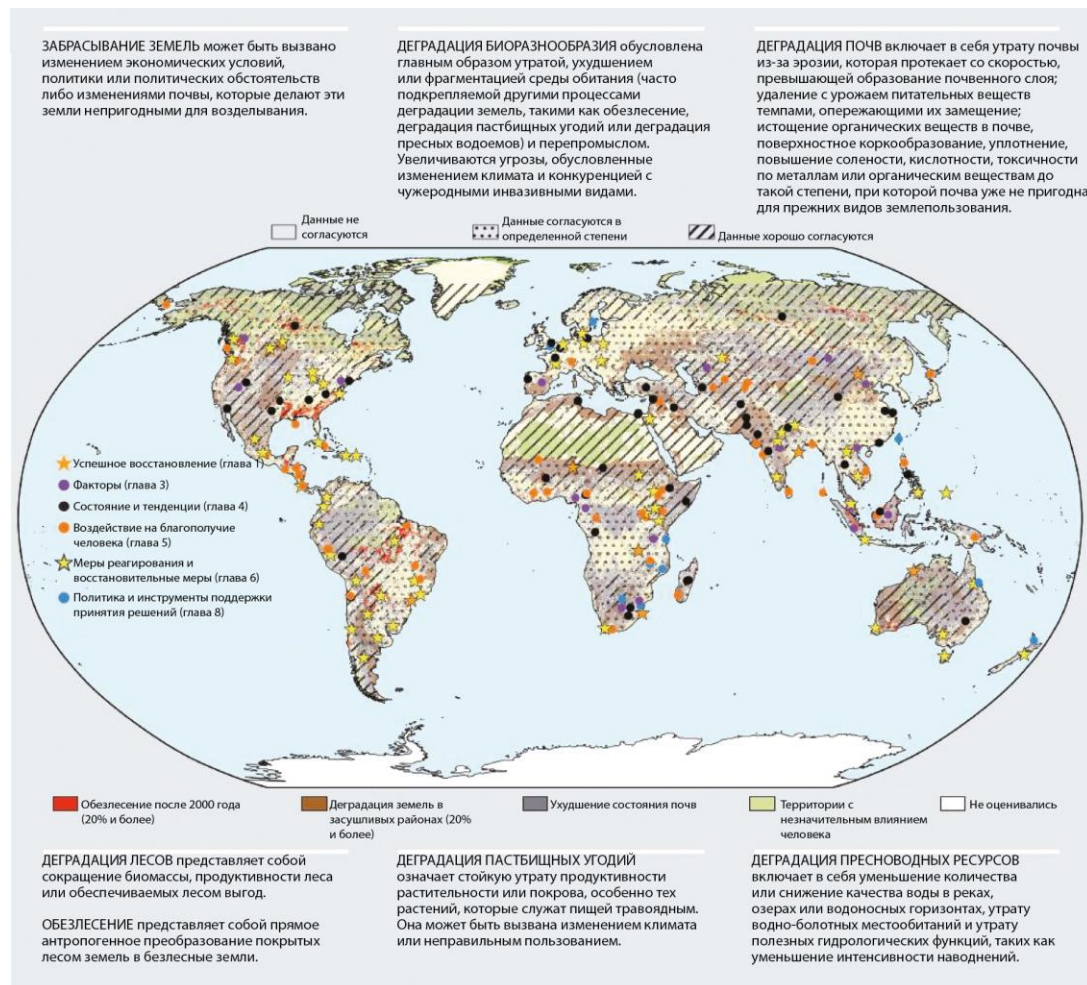 ЗАБРАСЫВАНИЕ ЗЕМЕЛЬ может быть вызвано
изменением экономических условий,
политики или политических обстоятельств
либо изменениями почвы, которые делают эти
земли непригодными для возделывания.
ДЕГРАДАЦИЯ БИОРАЗНООБРАЗИЯ обусловлена
главным образом утратой, ухудшением
или фрагментацией среды обитания (часто
подкрепляемой другими процессами
деградации земель, такими как обезлесение,
деградация пастбищных угодий или деградация
пресных водоемов) и перепромыслом.
Увеличиваются угрозы, обусловленные
изменением климата и конкуренцией с
чужеродными инвазивными видами.
ДЕГРАДАЦИЯ ПОЧВ включает в себя утрату почвы
из-за эрозии, которая протекает со скоростью,
превышающей образование почвенного слоя;
удаление с урожаем питательных веществ
темпами, опережающими их замещение;
истощение органических веществ в почве,
поверхностное коркообразование, уплотнение,
повышение солености, кислотности, токсичности
по металлам или органическим веществам до
такой степени, при которой почва уже не пригодна
для прежних видов землепользования.
Данные не
согласуются
Данные согласуются в
определенной степени
Данные хорошо согласуются
Успешное восстановление (глава 1)
Факторы (глава 3)
Состояние и тенденции (глава 4)
Воздействие на благополучие
человека (глава 5)
Меры реагирования и
восстановительные меры (глава 6)
Политика и инструменты поддержки
принятия решений (глава 8)
Обезлесение после 2000 года
(20% и более)
Деградация земель в
засушливых районах (20%
и более)
Ухудшение состояния почв
Территории с
незначительным влиянием
человека
Не оценивались
ДЕГРАДАЦИЯ ЛЕСОВ представляет собой
сокращение биомассы, продуктивности леса
или обеспечиваемых лесом выгод.
ОБЕЗЛЕСЕНИЕ представляет собой прямое
антропогенное преобразование покрытых
лесом земель в безлесные земли.
ДЕГРАДАЦИЯ ПАСТБИЩНЫХ УГОДИЙ
означает стойкую утрату продуктивности
растительности или покрова, особенно тех
растений, которые служат пищей травоядным.
Она может быть вызвана изменением климата
или неправильным пользованием.
ДЕГРАДАЦИЯ ПРЕСНОВОДНЫХ РЕСУРСОВ
включает в себя уменьшение количества
или снижение качества воды в реках,
озерах или водоносных горизонтах, утрату
водно-болотных местообитаний и утрату
полезных гидрологических функций, таких как
уменьшение интенсивности наводнений.